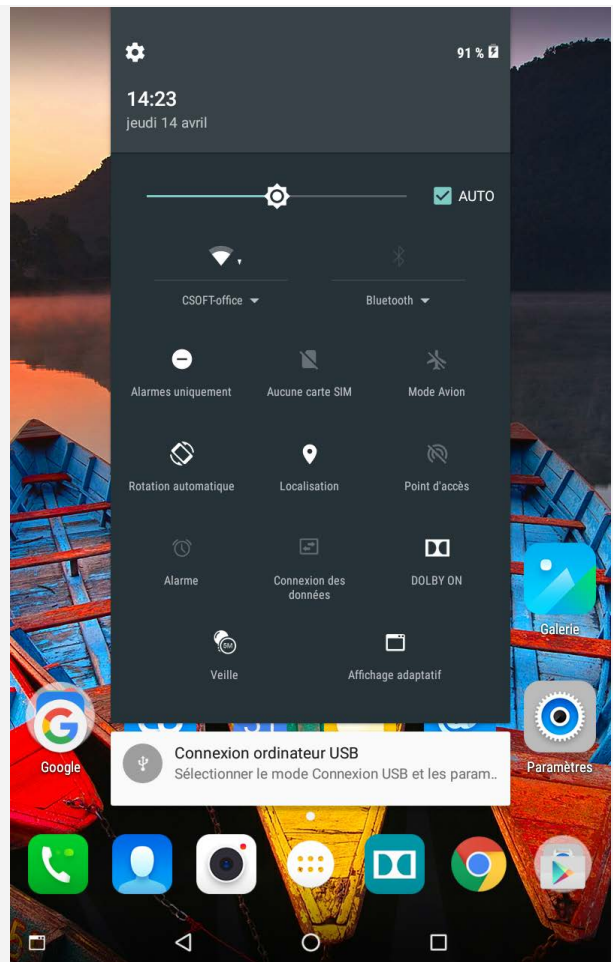 91 %
14:23
jeudi 14 avril
AUTO
CSOFT-office
Bluetooth
Alarmes uniquement
Aucune carte SIM
Mode Avion
Rotation automatique
Localisation
Point d'accès
Alarme
Connexion des
données
DOLBY ON
5M
Veille
Affichage adaptatif
Galerie
Connexion ordinateur USB
Sélectionner le mode Connexion USB et les param..
Google
Paramètres